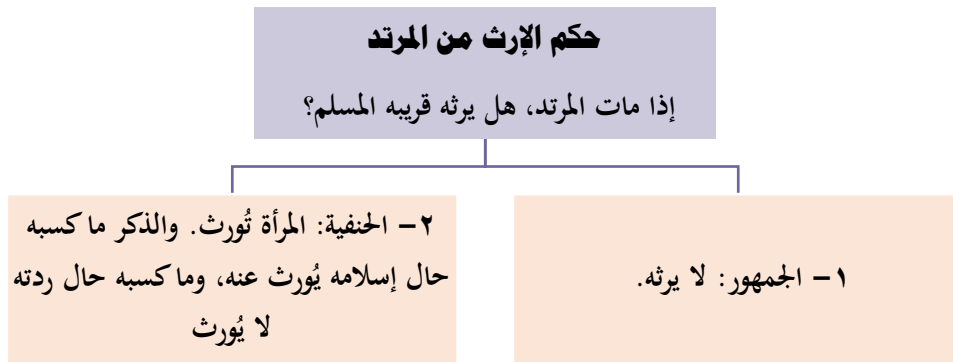 حكم الإرث من المرتد
إذا مات المرتد، هل يرثه قريبه المسلم؟
١- الجمهور: لا يرثه.
٢- الحنفية: المرأة تُورث. والذكر ما كسبه
حال إسلامه يُورث عنه، وما كسبه حال ردته
لا يُورث